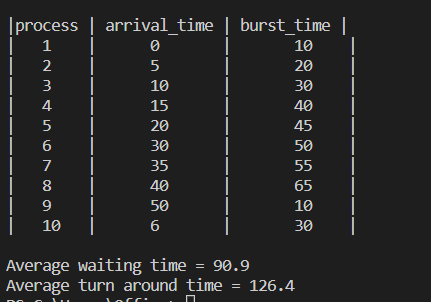 |process | arrival_time | burst_time |
| 1 | 0 | 10 |
| 2 | 5 | 20 |
| 3 | 10 | 30 |
| 4 | 15 | 40 |
| 5 | 20 | 45 |
| 6 | 30 | 50 |
| 7 | 35 | 55 |
| 8 | 40 | 65 |
| 9 | 50 | 10 |
| 10 | 6 | 30 |
Average waiting time = 90.9
Average turn around time = 126.4